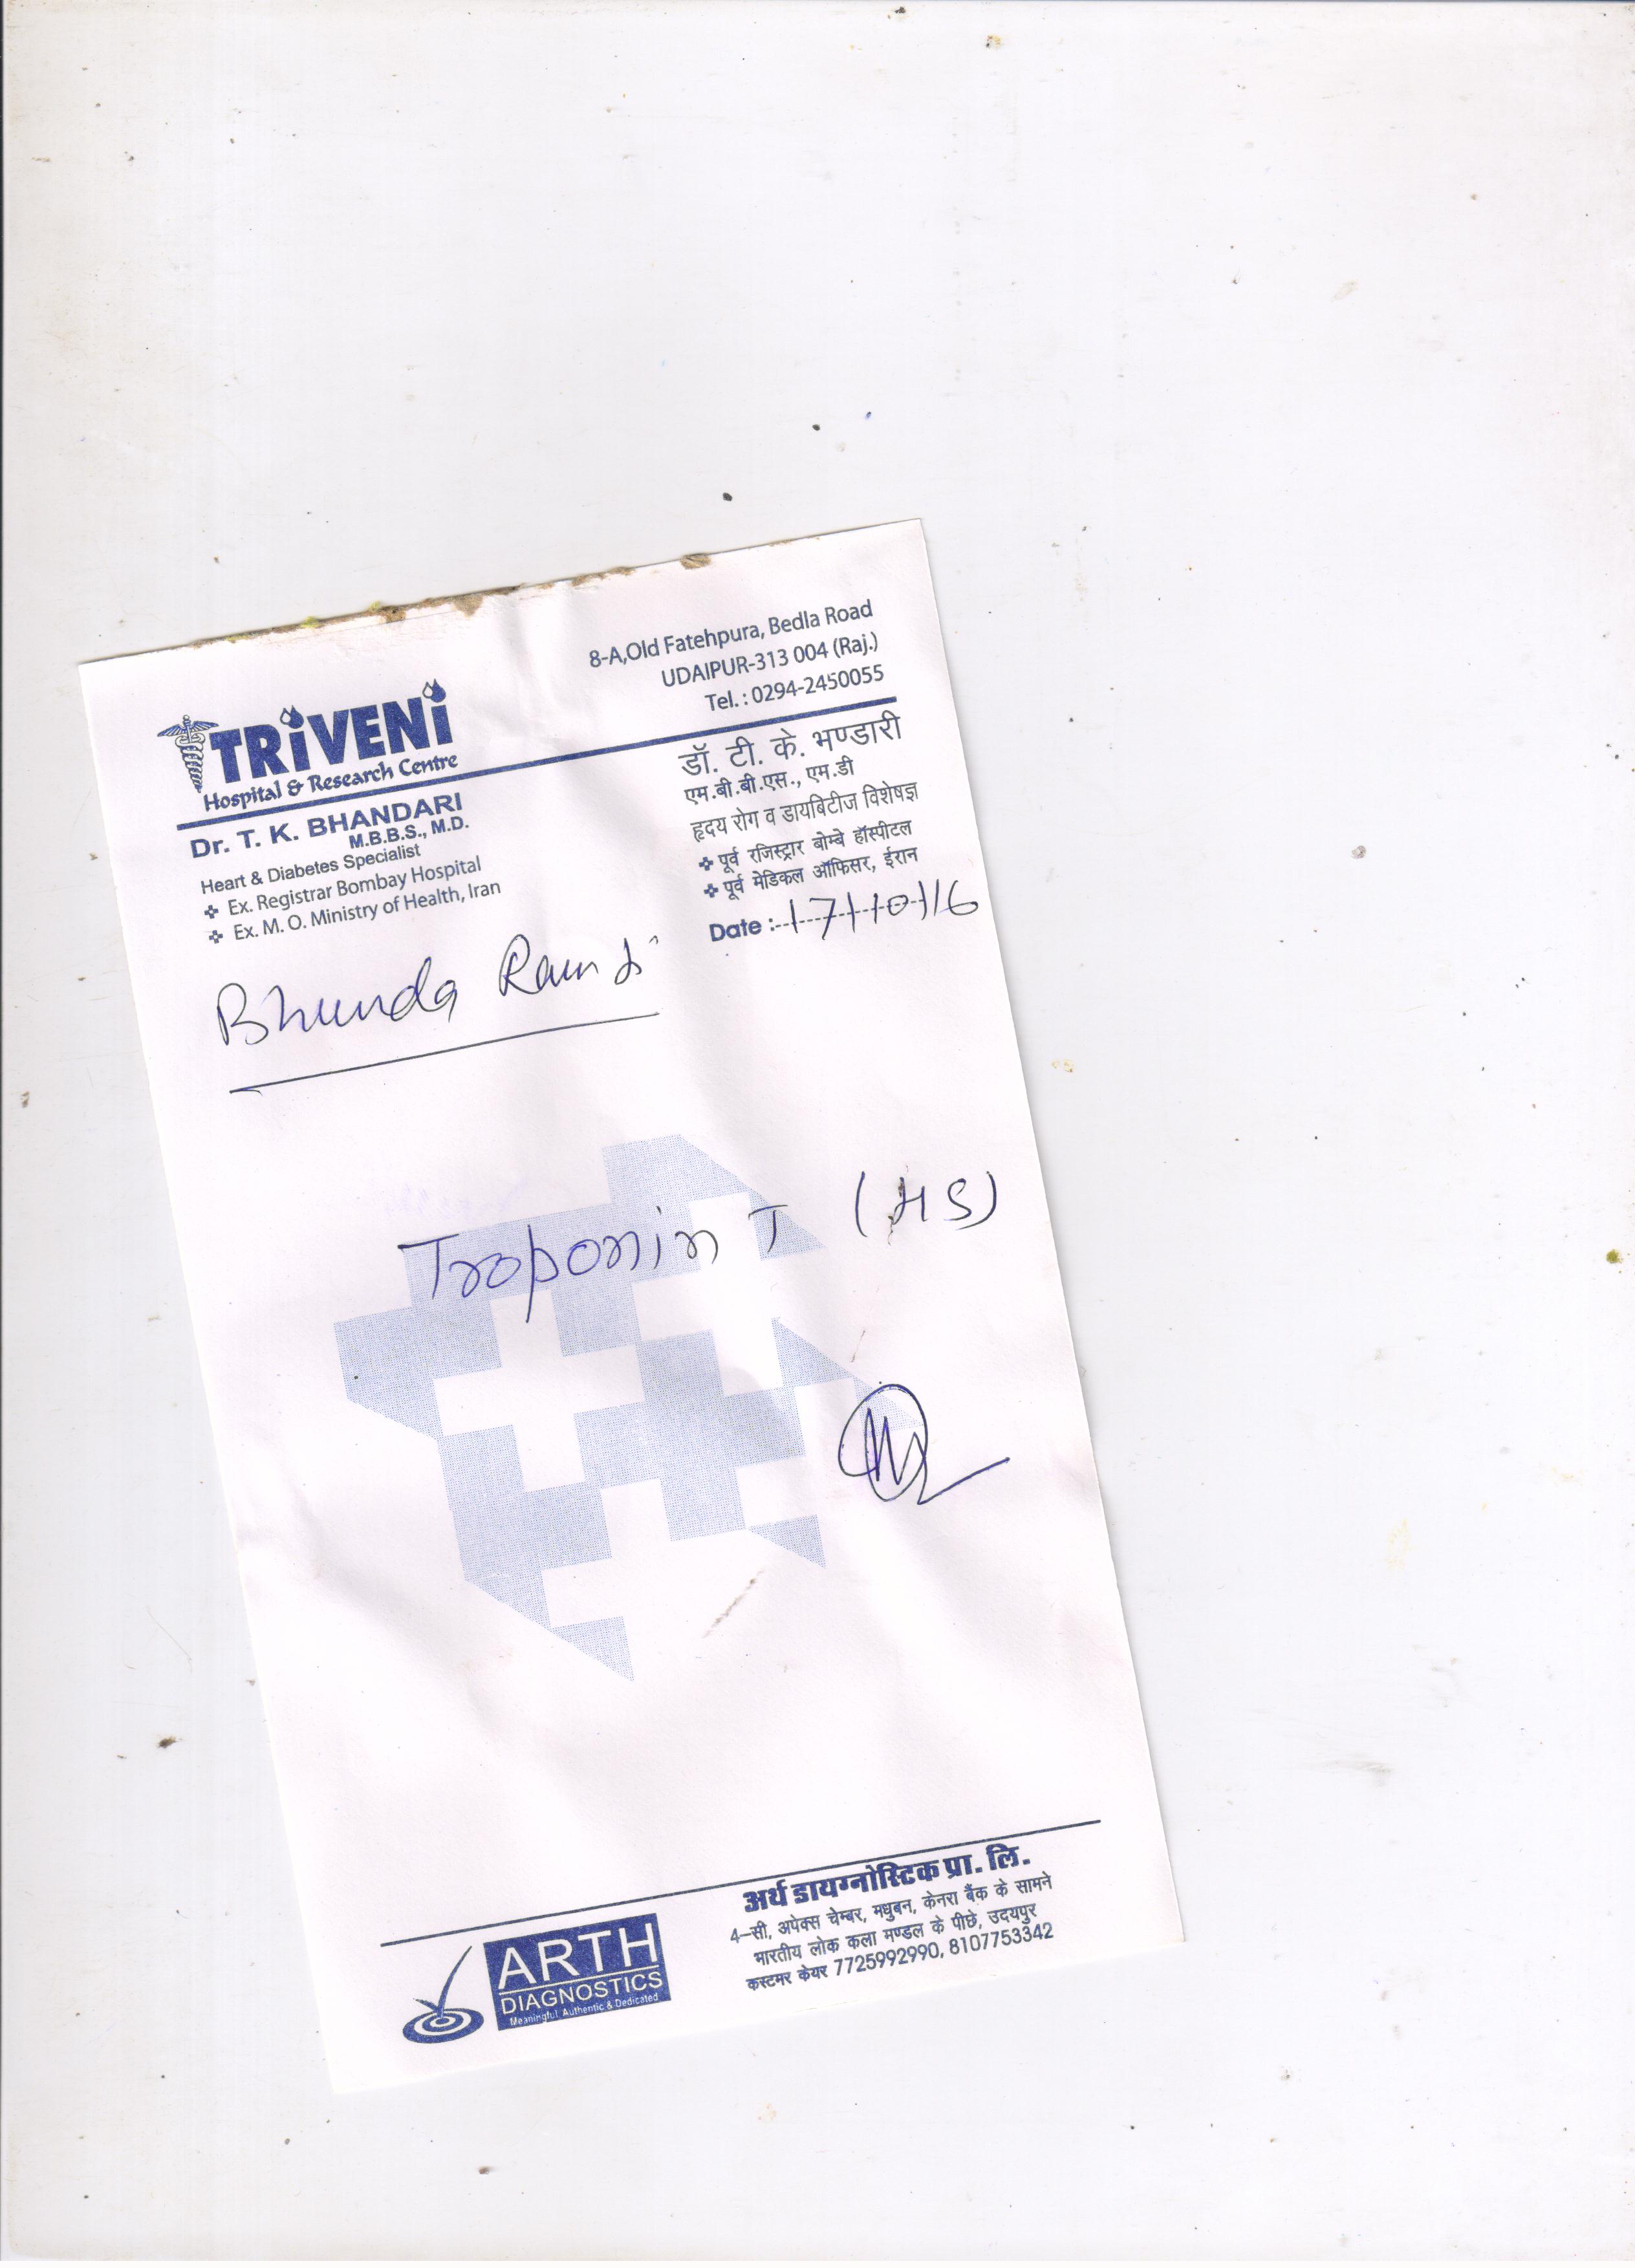 8-A,Old Fatehpura, Bedla Road
UDAIPUR-313 004 (Raj.)
Tel. : 0294-2450055
TRiVENi
Hospital & Research Centre
Dr. T. K. BHANDARI
M.B.B.S., M.D.
Heart & Diabetes Specialist
Ex. Registrar Bombay Hospital
Ex. M. O. Ministry of Health, Iran
डॉ. टी. के. भण्डारी
एम.बी.बी.एस., एम.डी
हृदय रोग व डायबिटीज विशेषज्ञ
पूर्व रजिस्ट्रार बोम्बे हॉस्पीटल
पूर्व मेडिकल ऑफिसर, ईरान
Date : 17/10/16
Bhunda Ram Ji
Troponin T (HS)
ARTH
DIAGNOSTICS
Meaningful, Authentic & Dedicated
अर्थ डायग्नोस्टिक प्रा. लि.
4-सी, अपेक्स चेम्बर, मधुबन, केनरा बैंक के सामने
भारतीय लोक कला मण्डल के पीछे, उदयपुर
कस्टमर केयर 7725992990, 8107753342